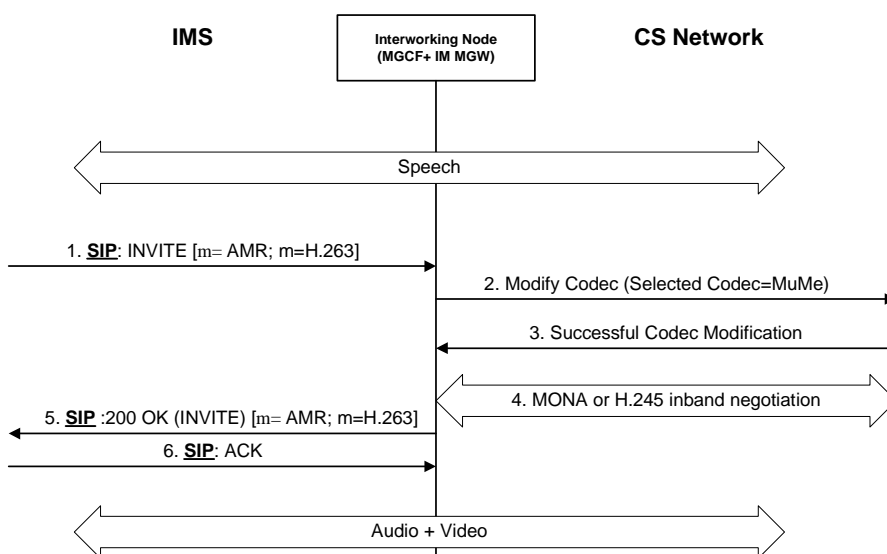 IMS
Interworking Node
(MGCF+ IM MGW)
CS Network
Speech
1. SIP: INVITE [m= AMR; m=H.263]
2. Modify Codec (Selected Codec=MuMe)
3. Successful Codec Modification
4. MONA or H.245 inband negotiation
5. SIP :200 OK (INVITE) [m= AMR; m=H.263]
6. SIP: ACK
Audio + Video